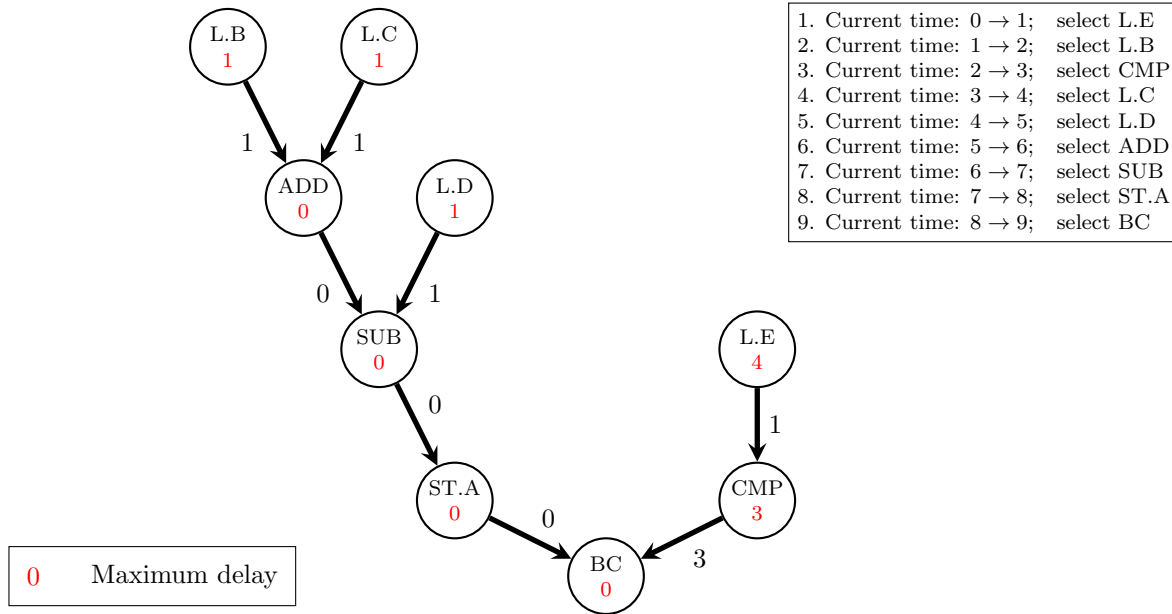 L.B
1
L.C
1
1. Current time: 0 → 1; select L.E
2. Current time: 1 → 2; select L.B
3. Current time: 2 → 3; select CMP
4. Current time: 3 → 4; select L.C
5. Current time: 4 → 5; select L.D
6. Current time: 5 → 6; select ADD
7. Current time: 6 → 7; select SUB
8. Current time: 7 → 8; select ST.A
9. Current time: 8 → 9; select BC
1
1
ADD
0
L.D
1
0
1
SUB
0
L.E
4
0
1
ST.A
0
CMP
3
0
3
BC
0
0 Maximum delay